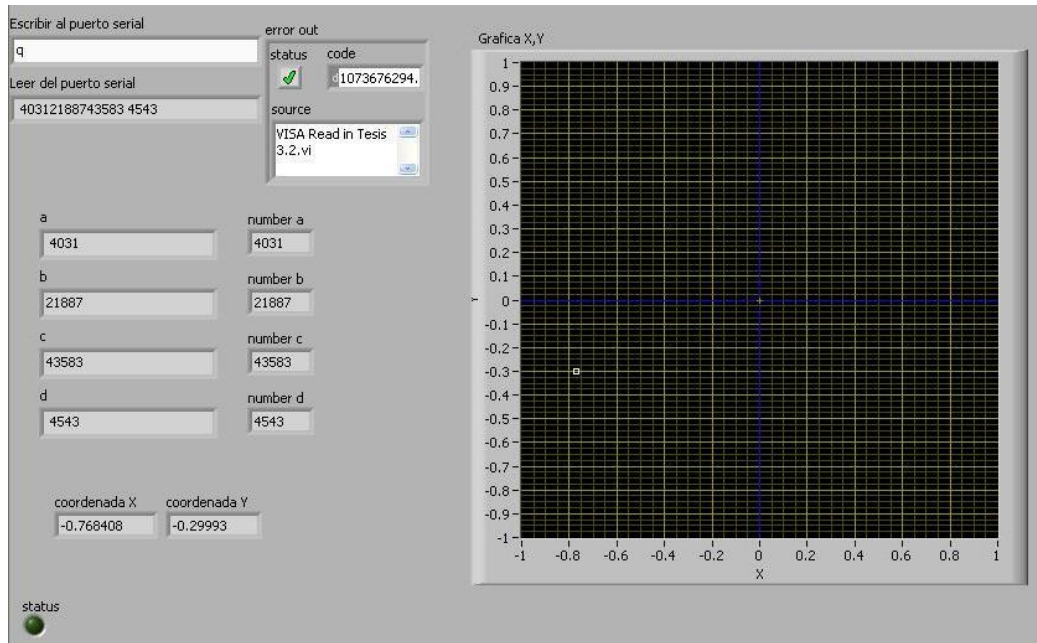 Escribir al puerto serial
q
Leer del puerto serial
40312188743583 4543
error out
status code
d 1073676294.
source
VISA Read in Tesis
3.2.vi
a
4031
number a
4031
b
21887
number b
21887
c
43583
number c
43583
d
4543
number d
4543
coordenada X
-0.768408
coordenada Y
-0.29993
status
Grafica X,Y
1
0.9
0.8
0.7
0.6
0.5
0.4
0.3
0.2
0.1
0
-0.1
-0.2
-0.3
-0.4
-0.5
-0.6
-0.7
-0.8
-0.9
-1
Y
-1 -0.8 -0.6 -0.4 -0.2 0 0.2 0.4 0.6 0.8 1
X